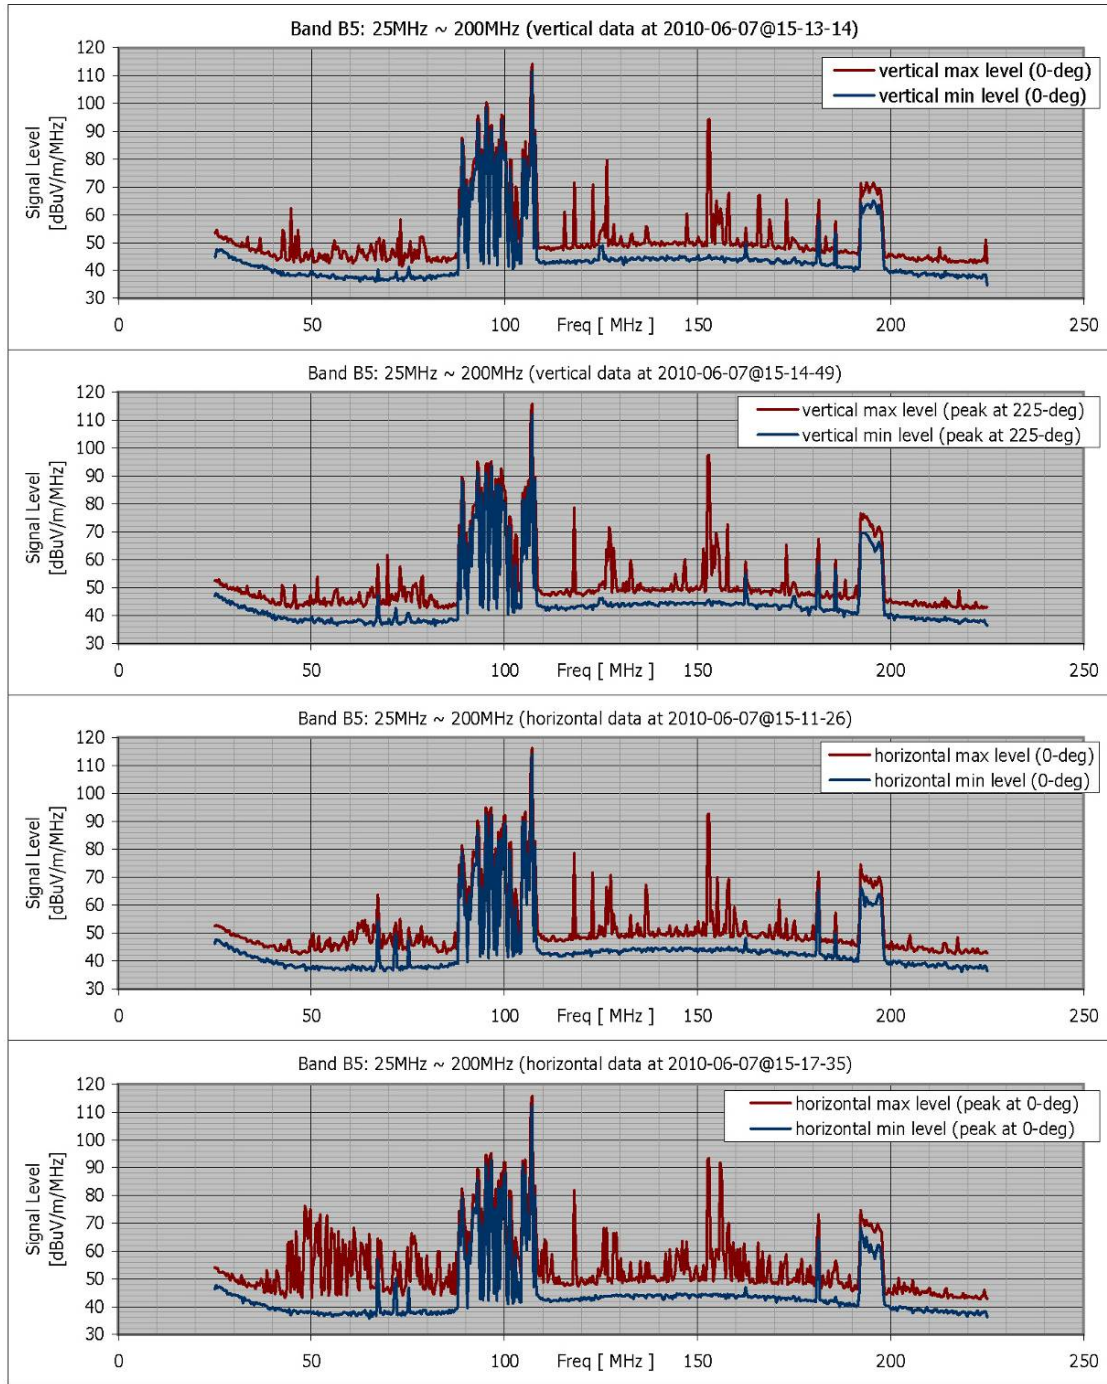 Band B5: 25MHz ~ 200MHz (vertical data at 2010-06-07@15-13-14)
120
110
100
90
80
70
60
50
40
30
Signal Level
[dBuV/m/MHz]
vertical max level (0-deg)
vertical min level (0-deg)
0
50
100
Freq [ MHz ]
150
200
250
Band B5: 25MHz ~ 200MHz (vertical data at 2010-06-07@15-14-49)
120
110
100
90
80
70
60
50
40
30
Signal Level
[dBuV/m/MHz]
vertical max level (peak at 225-deg)
vertical min level (peak at 225-deg)
0
50
100
Freq [ MHz ]
150
200
250
Band B5: 25MHz ~ 200MHz (horizontal data at 2010-06-07@15-11-26)
120
110
100
90
80
70
60
50
40
30
Signal Level
[dBuV/m/MHz]
horizontal max level (0-deg)
horizontal min level (0-deg)
0
50
100
Freq [ MHz ]
150
200
250
Band B5: 25MHz ~ 200MHz (horizontal data at 2010-06-07@15-17-35)
120
110
100
90
80
70
60
50
40
30
Signal Level
[dBuV/m/MHz]
horizontal max level (peak at 0-deg)
horizontal min level (peak at 0-deg)
0
50
100
Freq [ MHz ]
150
200
250